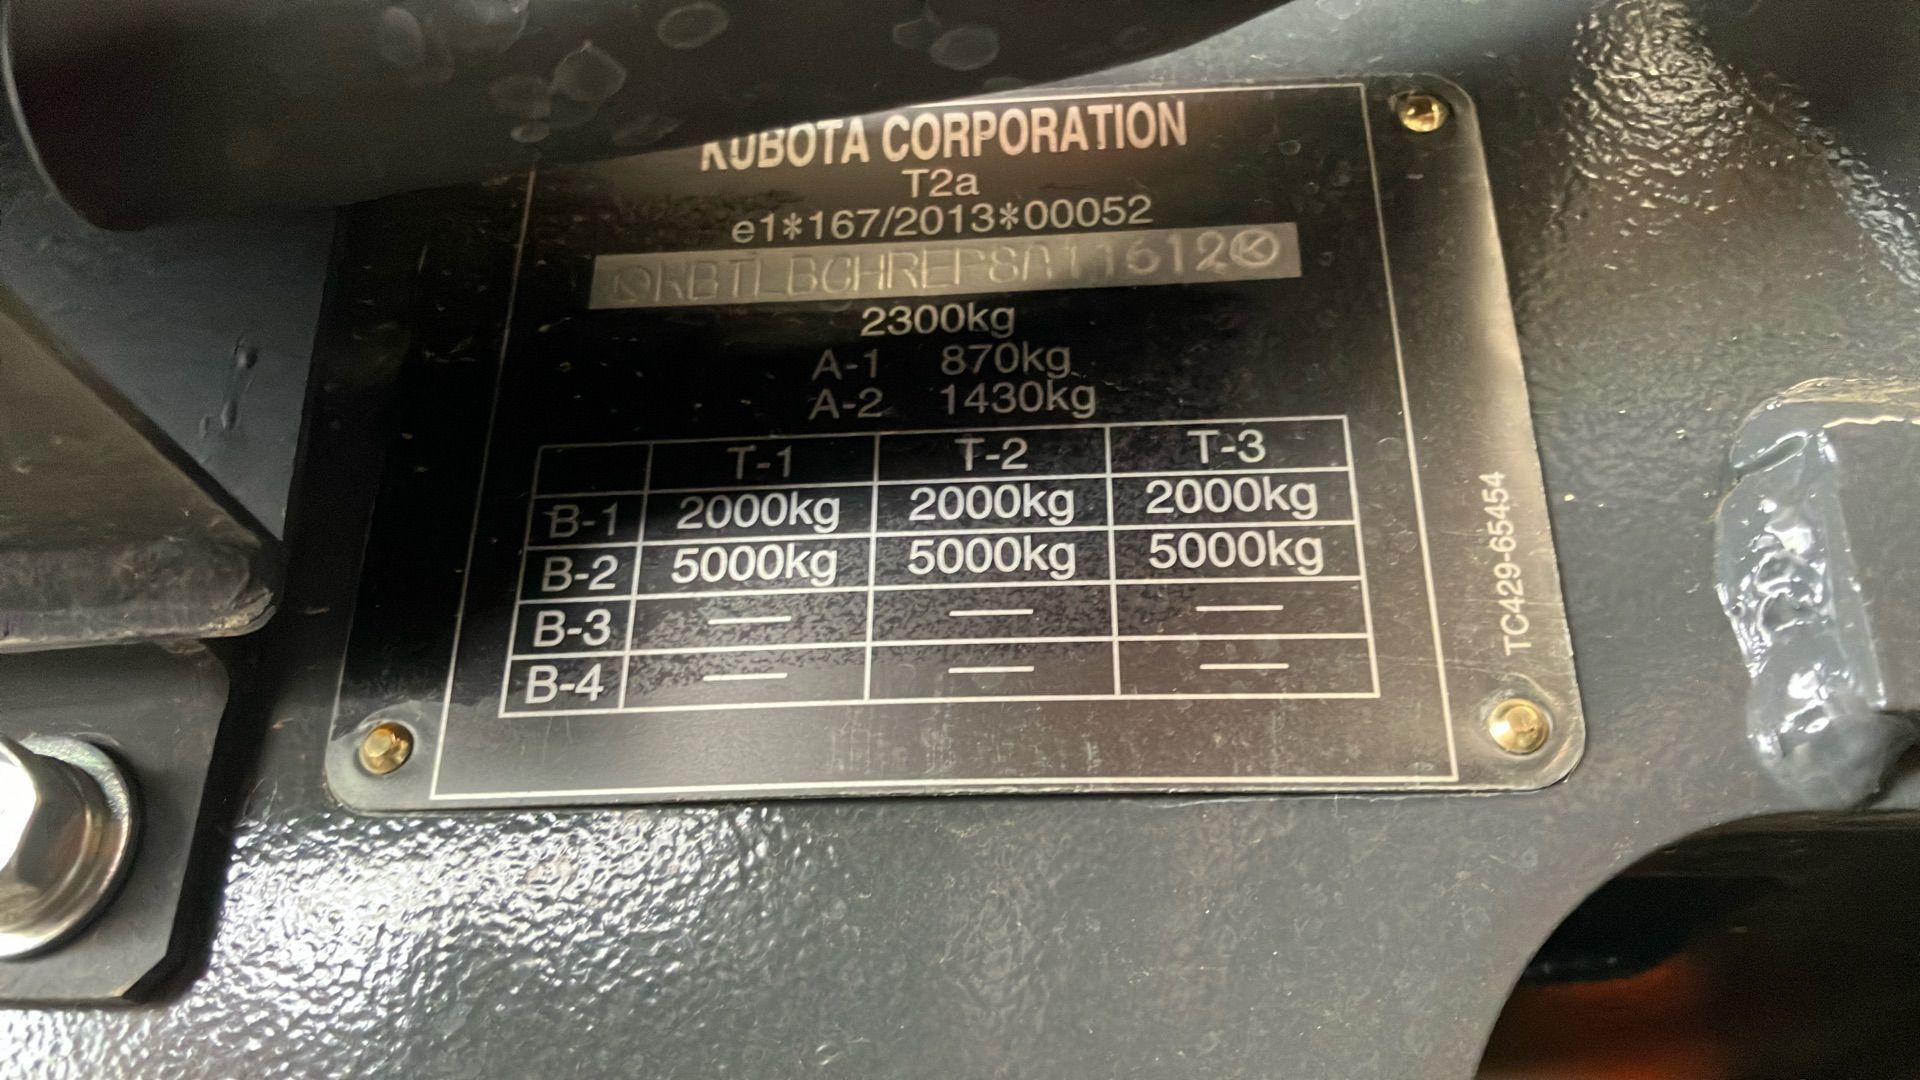 KUBOTA CORPORATION
T2a
e1*167/2013*00052
2300kg
A-1 870kg
A-2 1430kg
T-1 T-2 T-3
B-1 2000kg 2000kg 2000kg
B-2 5000kg 5000kg 5000kg
B-3 — — —
B-4 — — —
TC429-65454